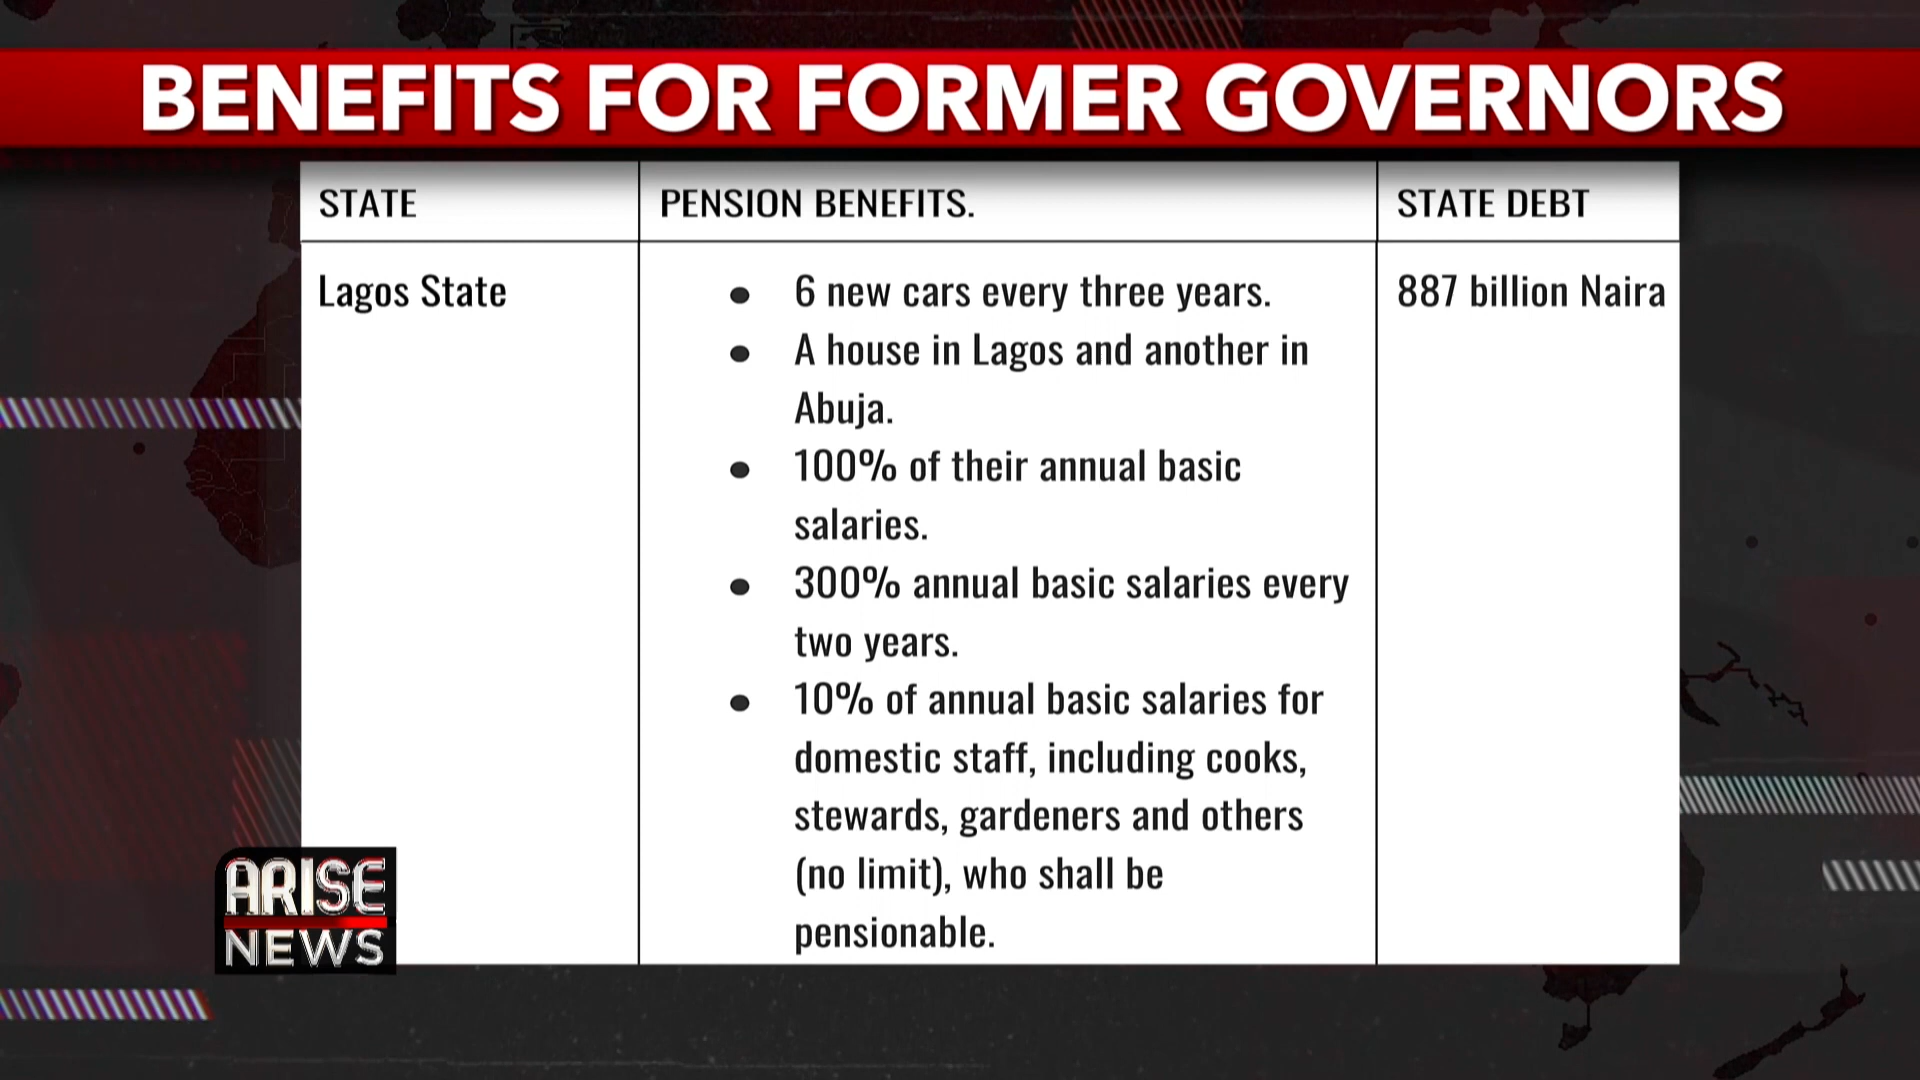 BENEFITS FOR FORMER GOVERNORS
STATE
PENSION BENEFITS.
STATE DEBT
Lagos State
● 6 new cars every three years.
● A house in Lagos and another in
Abuja.
● 100% of their annual basic
salaries.
● 300% annual basic salaries every
two years.
● 10% of annual basic salaries for
domestic staff, including cooks,
stewards, gardeners and others
(no limit), who shall be
pensionable.
887 billion Naira
ARISE
NEWS